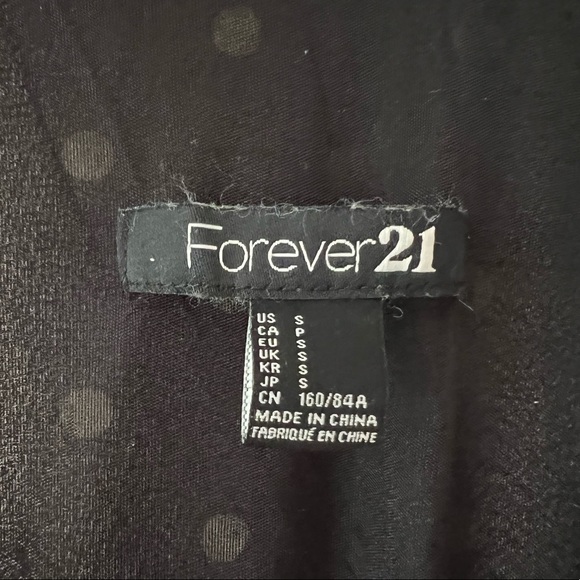 Forever21
US S
CA P
EU S
UK S
KR S
JP S
CN 160/84A
MADE IN CHINA
FABRIQUÉ EN CHINE